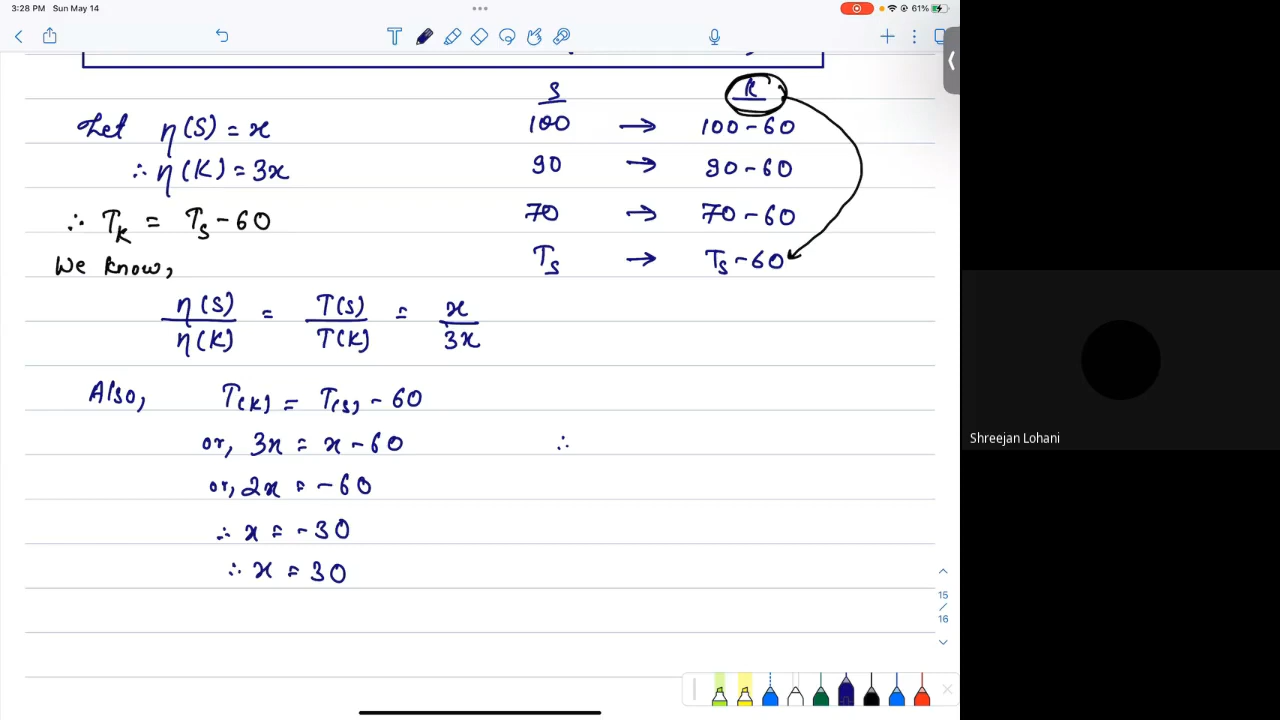 3:28 PM Sun May 14
61%
S K
Let η(S) = x
100 → 100 - 60
∴ η(K) = 3x
90 → 90 - 60
∴ T_K = T_S - 60
70 → 70 - 60
We know,
T_S → T_S - 60
η(S)/η(K) = T(S)/T(K) = x/3x
Also, T(K) = T(S) - 60
or, 3x = x - 60 ∴
or, 2x = -60
∴ x = -30
∴ x = 30
Shreejan Lohani
15
/
16